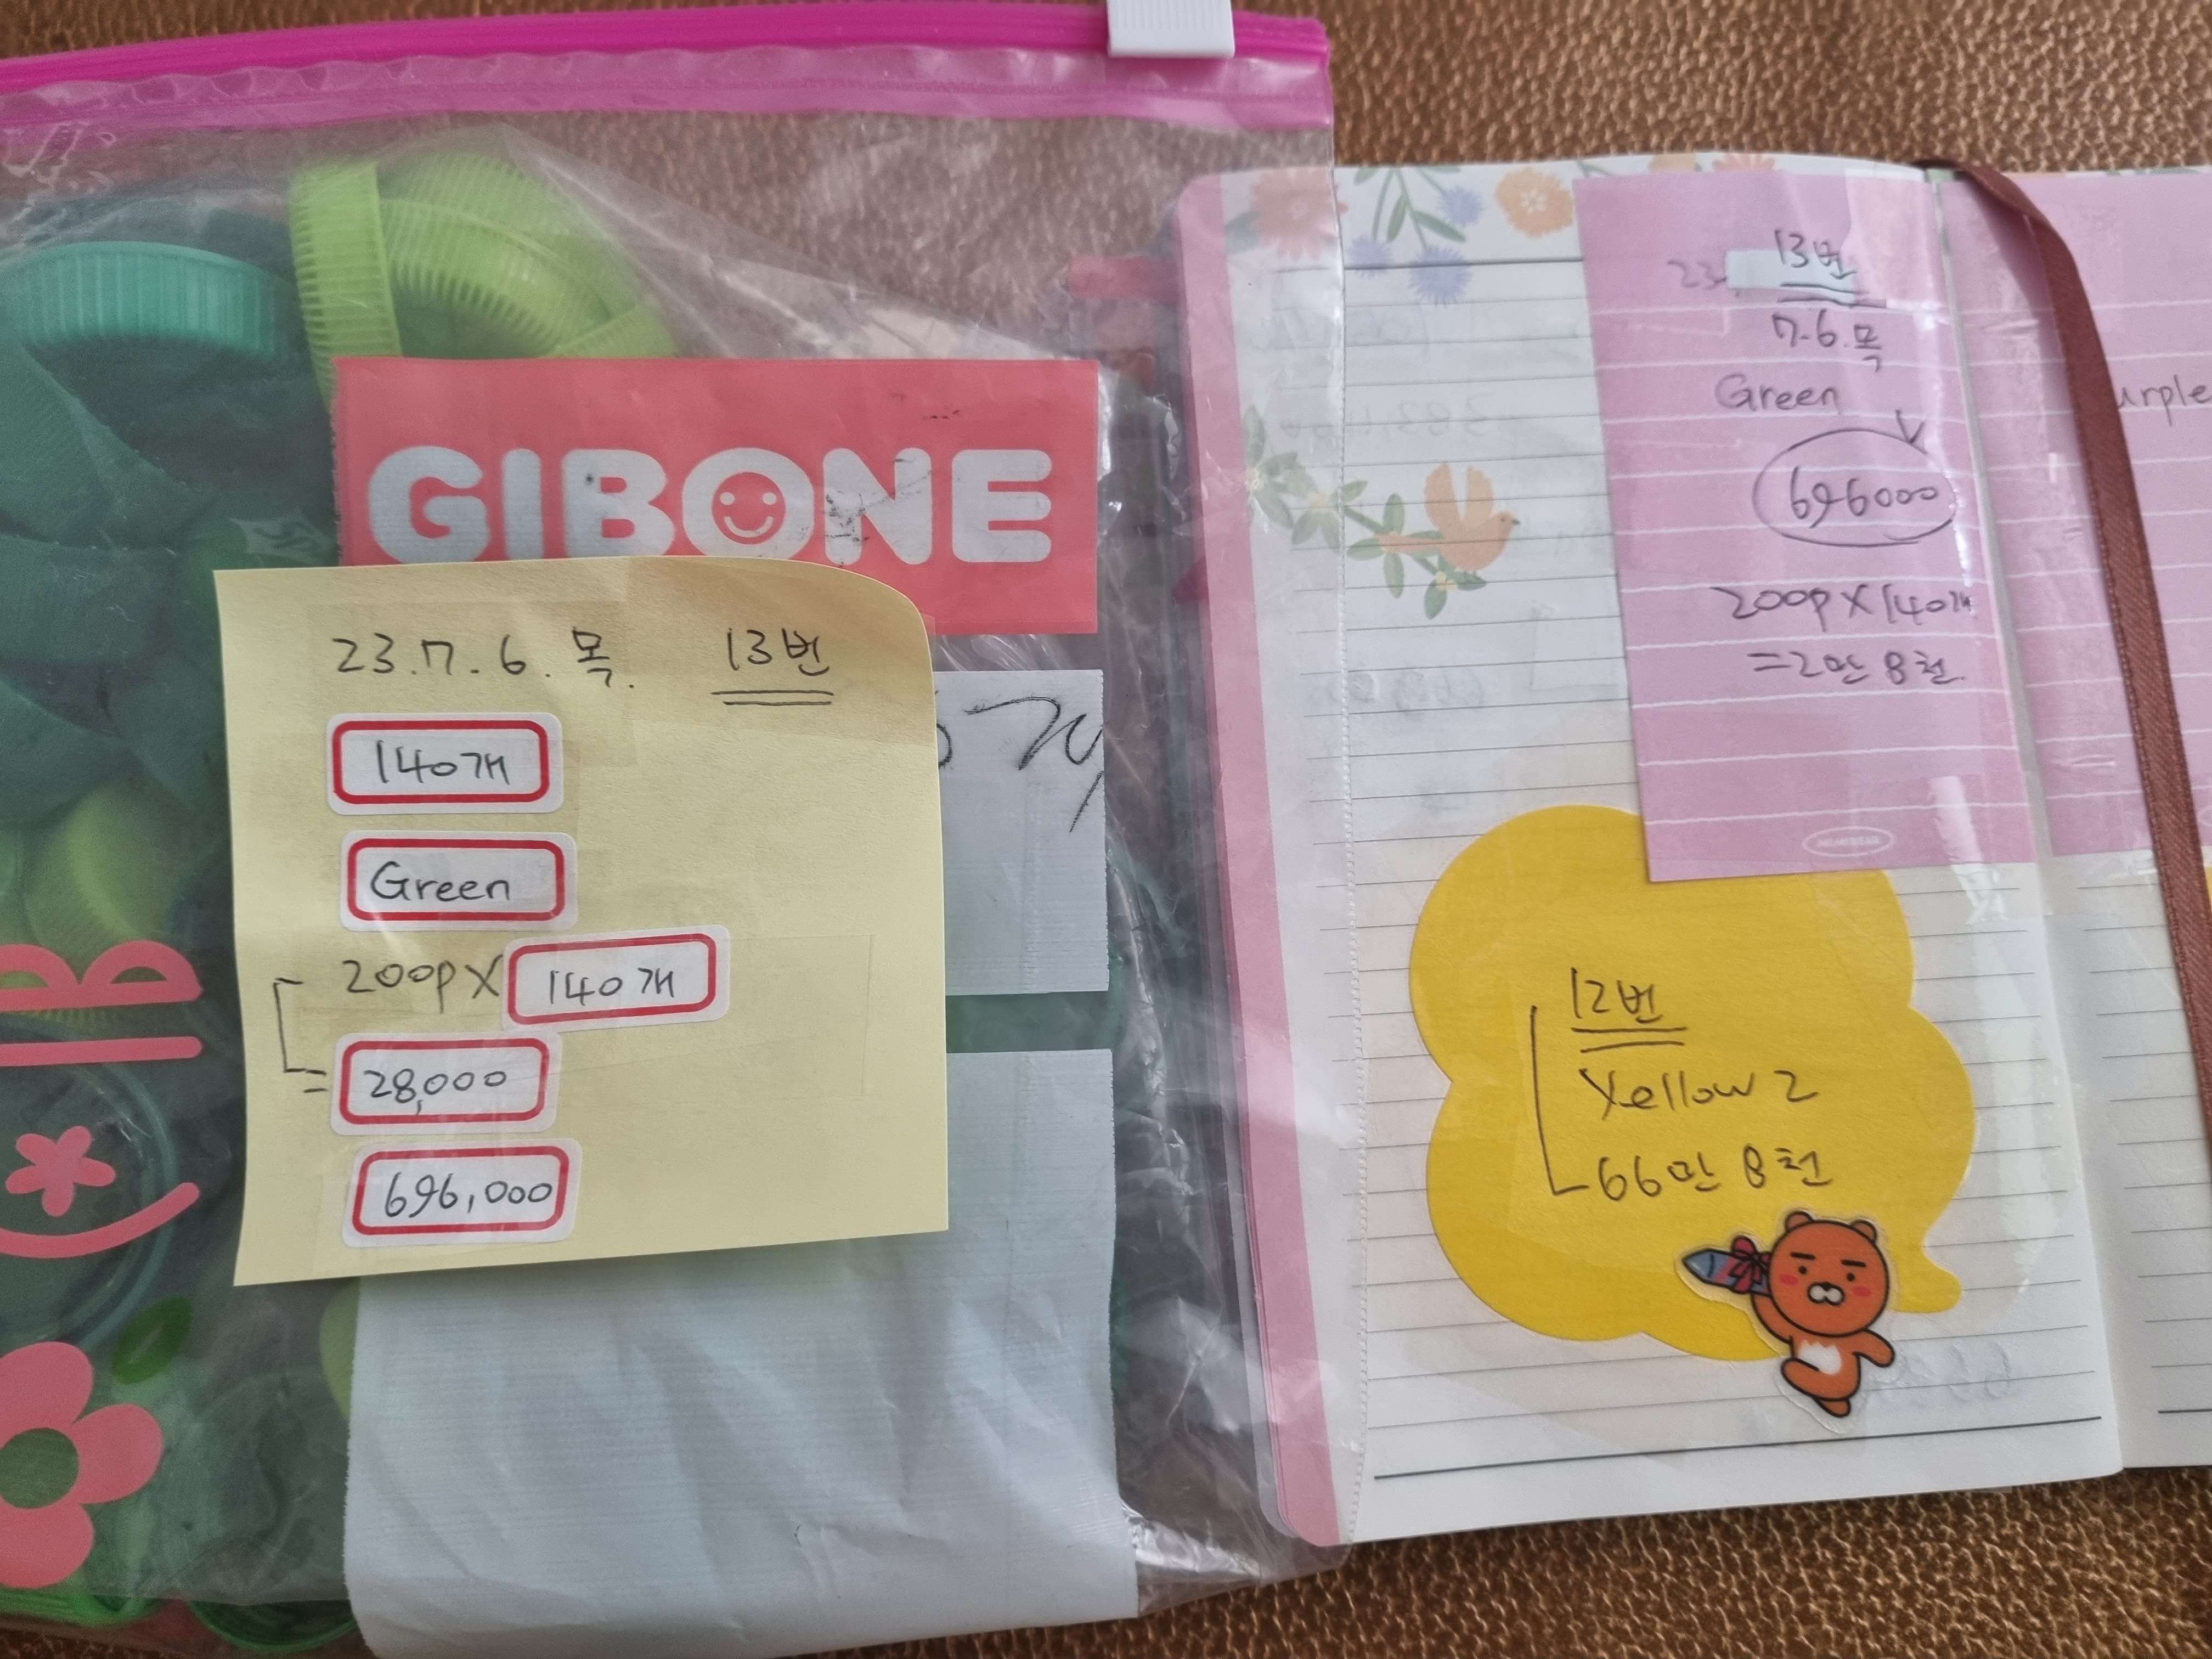 GIBONE
23.7.6.목. 13번
140개
Green
200p X 140개
= 28,000
696,000
23. 13번
7.6.목
Green
696000
200p X 140개
=2만 8천.
urple
12번
Yellow 2
66만 8천